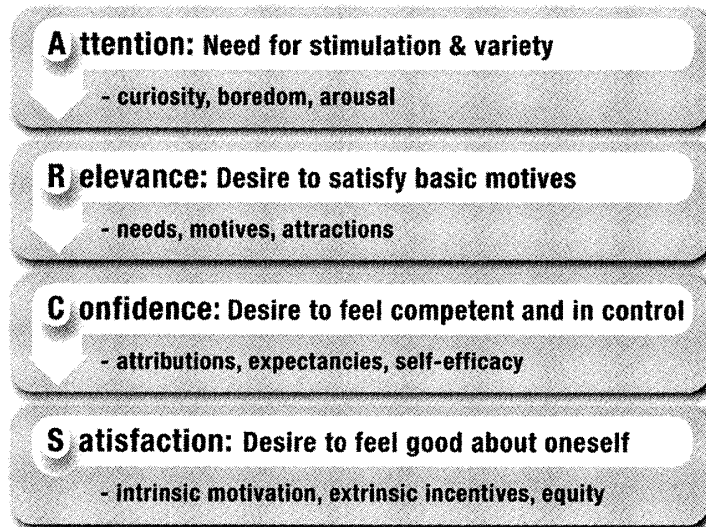 Attention: Need for stimulation & variety
- curiosity, boredom, arousal
Relevance: Desire to satisfy basic motives
- needs, motives, attractions
Confidence: Desire to feel competent and in control
- attributions, expectancies, self-efficacy
Satisfaction: Desire to feel good about oneself
- intrinsic motivation, extrinsic incentives, equity